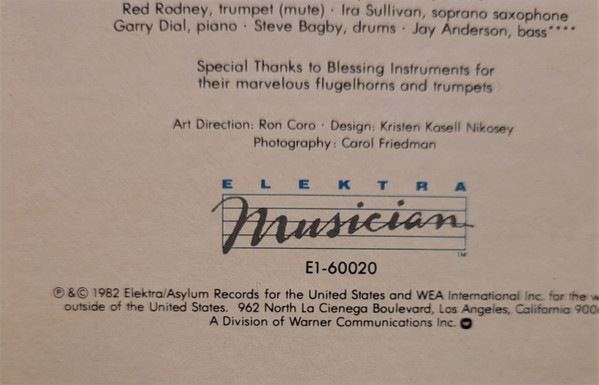 Red Rodney, trumpet (mute) · Ira Sullivan, soprano saxophone
Garry Dial, piano · Steve Bagby, drums · Jay Anderson, bass****
Special Thanks to Blessing Instruments for
their marvelous flugelhorns and trumpets
Art Direction: Ron Coro · Design: Kristen Kasell Nikosey
Photography: Carol Friedman
ELEKTRA
Musician
TM
E1-60020
℗ &© 1982 Elektra/Asylum Records for the United States and WEA International Inc. for the w
outside of the United States. 962 North La Cienega Boulevard, Los Angeles, California 900
A Division of Warner Communications Inc.